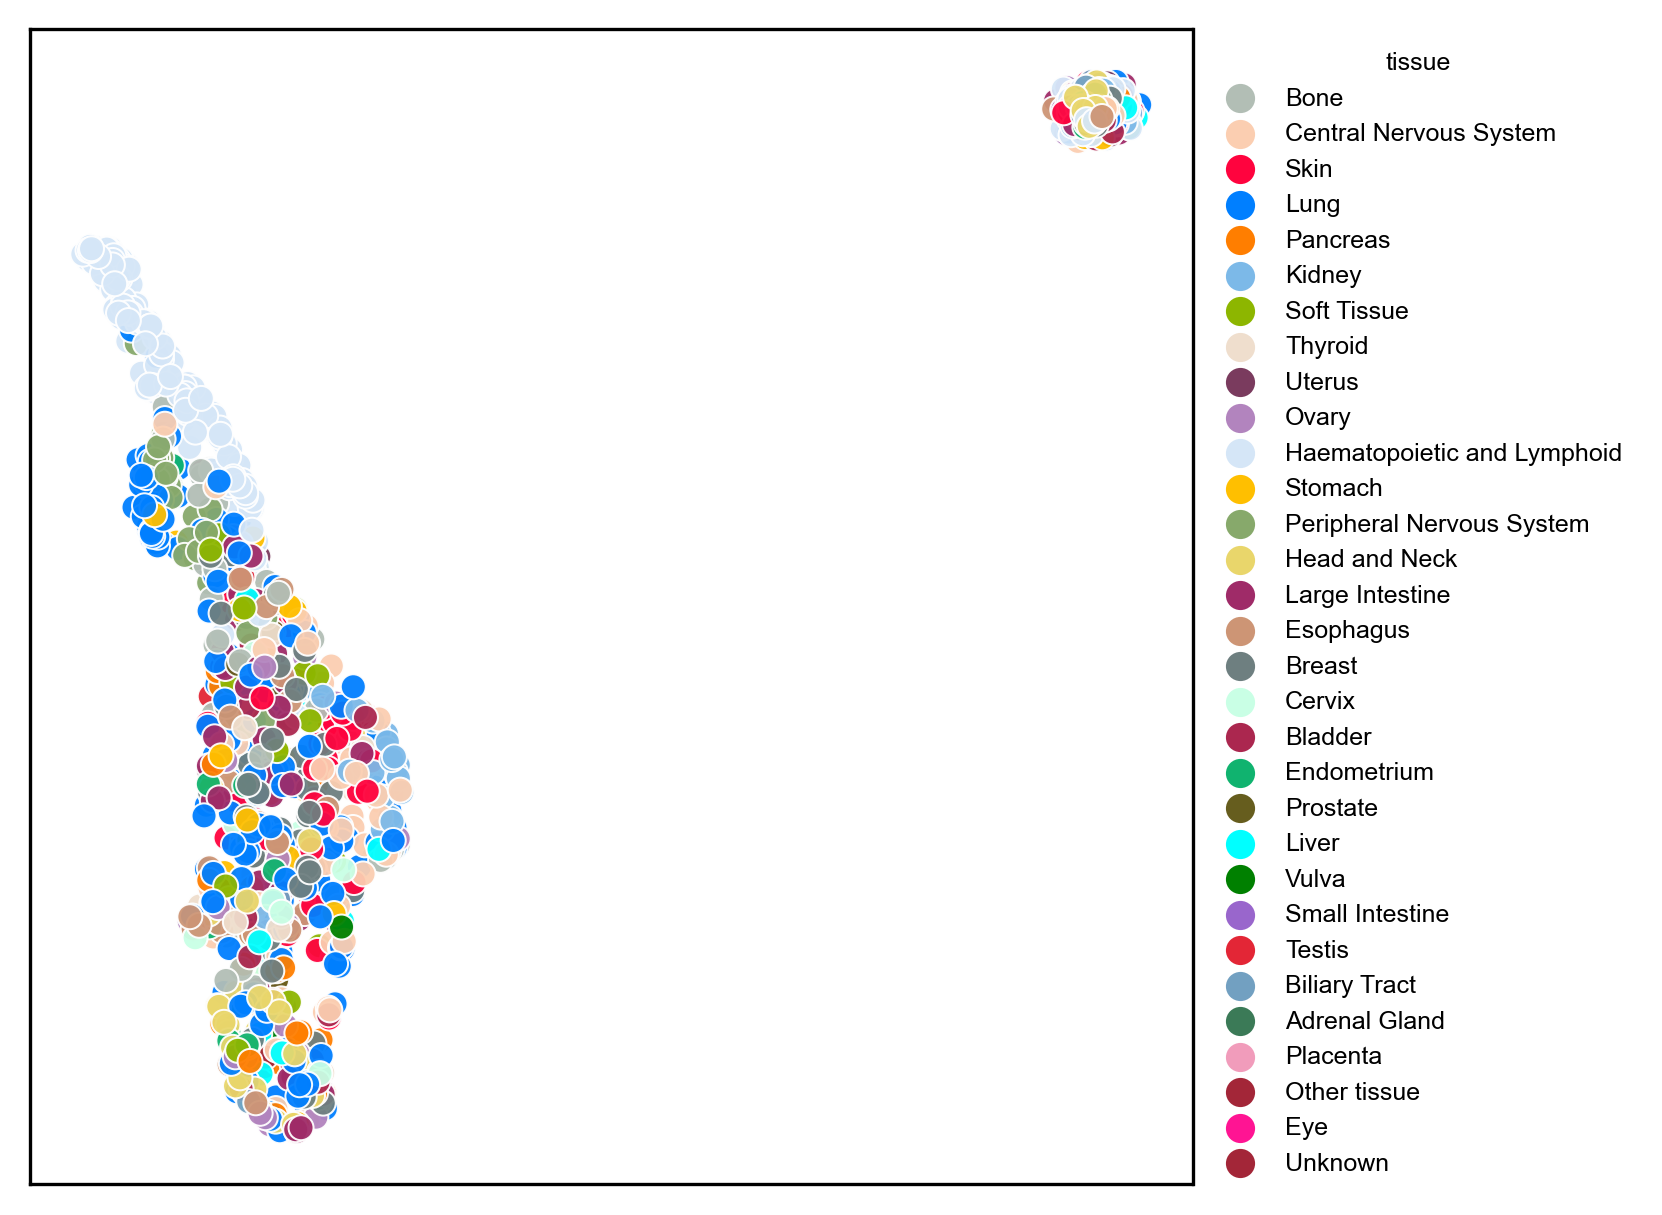 tissue
Bone
Central Nervous System
Skin
Lung
Pancreas
Kidney
Soft Tissue
Thyroid
Uterus
Ovary
Haematopoietic and Lymphoid
Stomach
Peripheral Nervous System
Head and Neck
Large Intestine
Esophagus
Breast
Cervix
Bladder
Endometrium
Prostate
Liver
Vulva
Small Intestine
Testis
Biliary Tract
Adrenal Gland
Placenta
Other tissue
Eye
Unknown